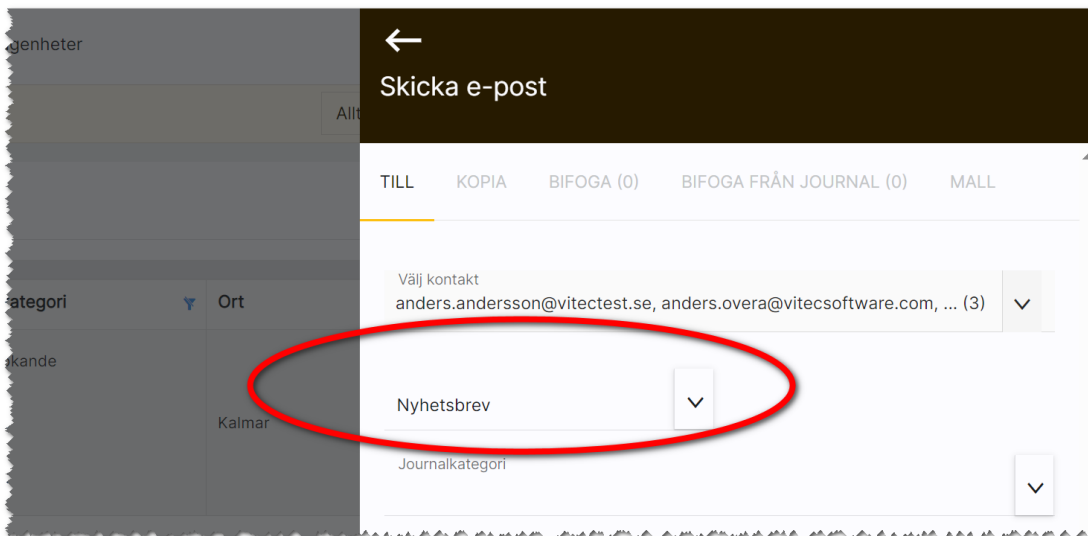 Skicka e-post
TILL KOPIA BIFOGA (0) BIFOGA FRÅN JOURNAL (0) MALL
Välj kontakt
anders.andersson@vitectest.se, anders.overa@vitecsoftware.com, ... (3)
Nyhetsbrev
Journalkategori
genheter
Allt
ategori Ort
kande
Kalmar